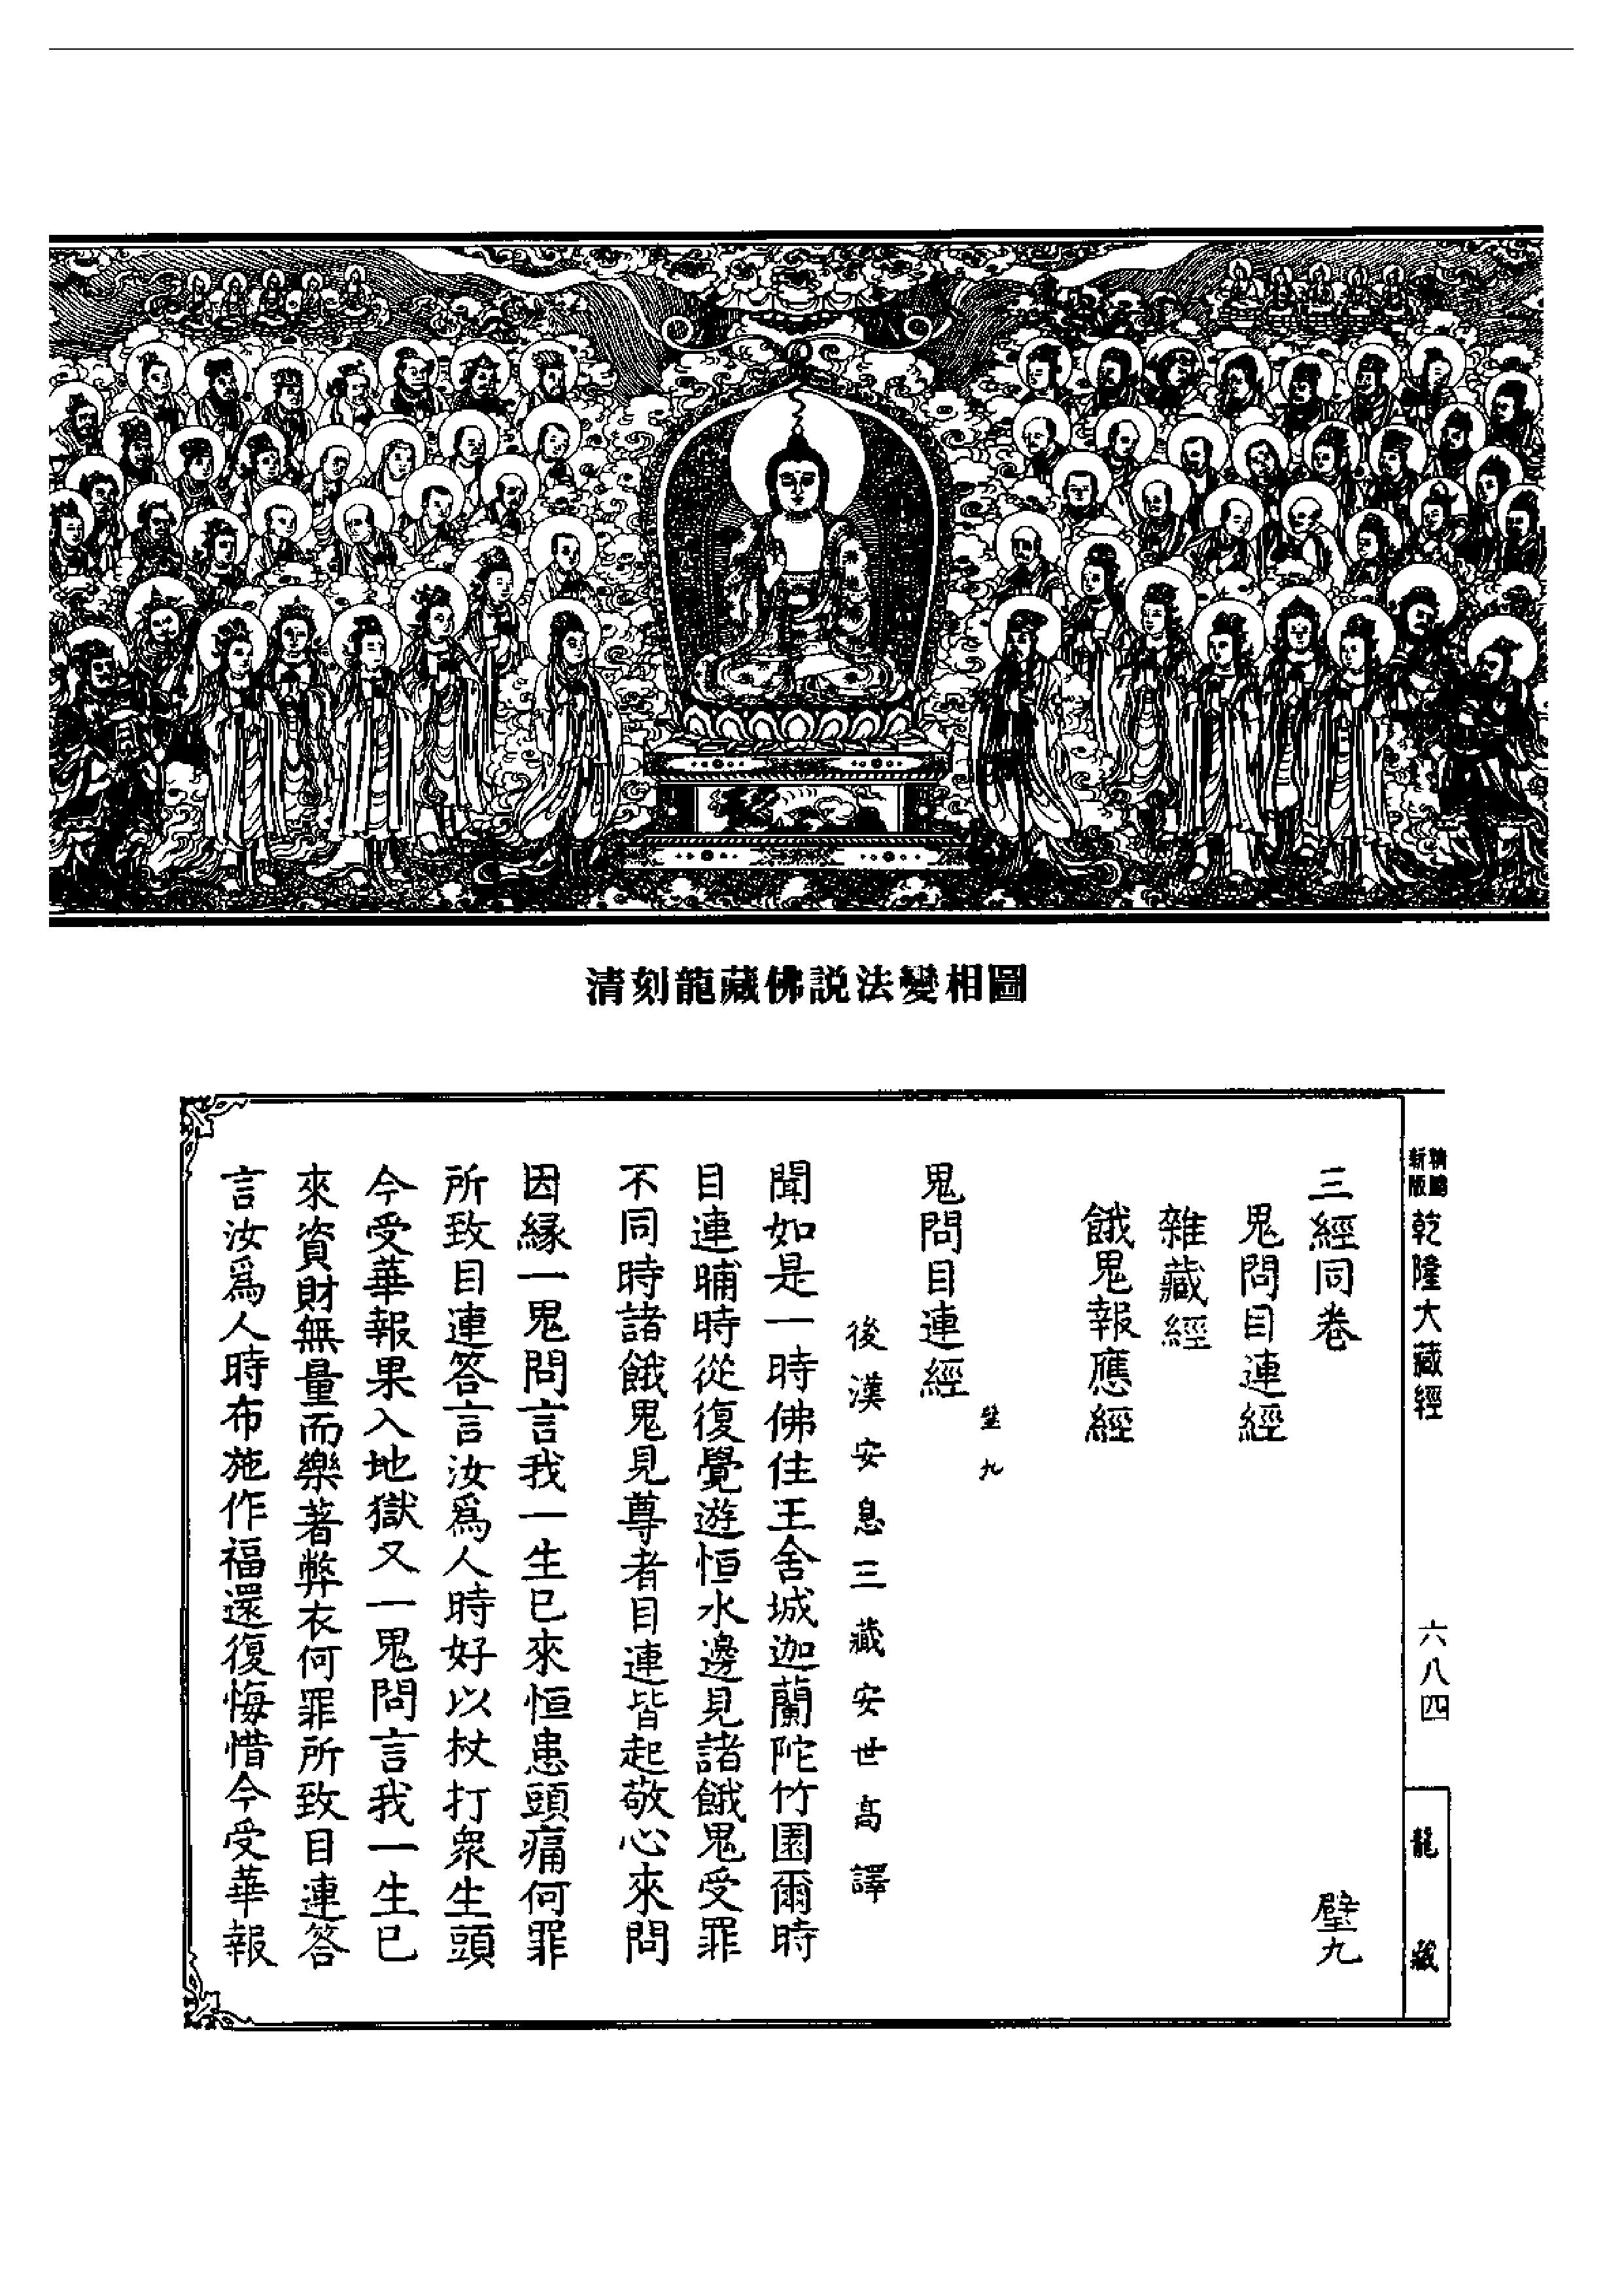 清刻龍藏佛説法變相圖
精鵰
新版
乾隆大藏經
六八四
龍藏
三經同卷 壁九
鬼問目連經
雜藏經
餓鬼報應經
壁九
鬼問目連經
後漢安息三藏安世高譯
聞如是一時佛住王舍城迦蘭陀竹園爾時
目連晡時從復覺遊恒水邊見諸餓鬼受罪
不同時諸餓鬼見尊者目連皆起敬心來問
因緣一鬼問言我一生已來恒患頭痛何罪
所致目連答言汝爲人時好以杖打衆生頭
今受華報果入地獄又一鬼問言我一生已
來資財無量而樂著弊衣何罪所致目連答
言汝爲人時布施作福還復悔惜今受華報